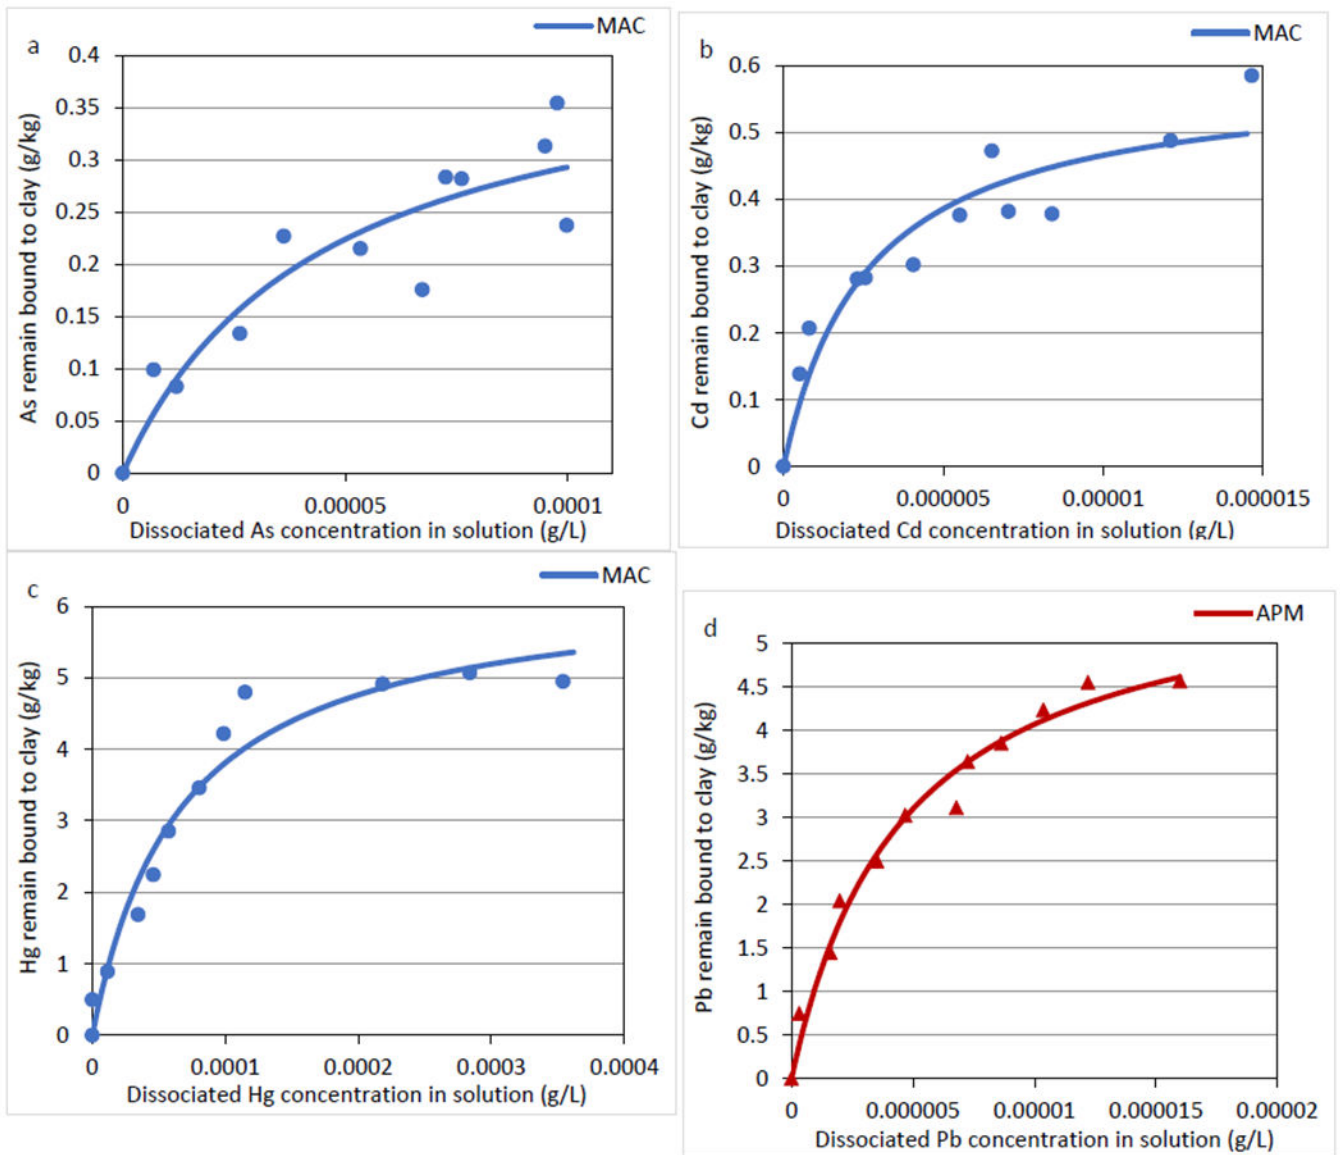 a
MAC
0.4
0.35
0.3
0.25
0.2
0.15
0.1
0.05
0
As remain bound to clay (g/kg)
0 0.00005 0.0001
Dissociated As concentration in solution (g/L)
b
MAC
0.6
0.5
0.4
0.3
0.2
0.1
0
Cd remain bound to clay (g/kg)
0 0.000005 0.00001 0.000015
Dissociated Cd concentration in solution (g/L)
c
MAC
6
5
4
3
2
1
0
Hg remain bound to clay (g/kg)
0 0.0001 0.0002 0.0003 0.0004
Dissociated Hg concentration in solution (g/L)
d
APM
5
4.5
4
3.5
3
2.5
2
1.5
1
0.5
0
Pb remain bound to clay (g/kg)
0 0.000005 0.00001 0.000015 0.00002
Dissociated Pb concentration in solution (g/L)